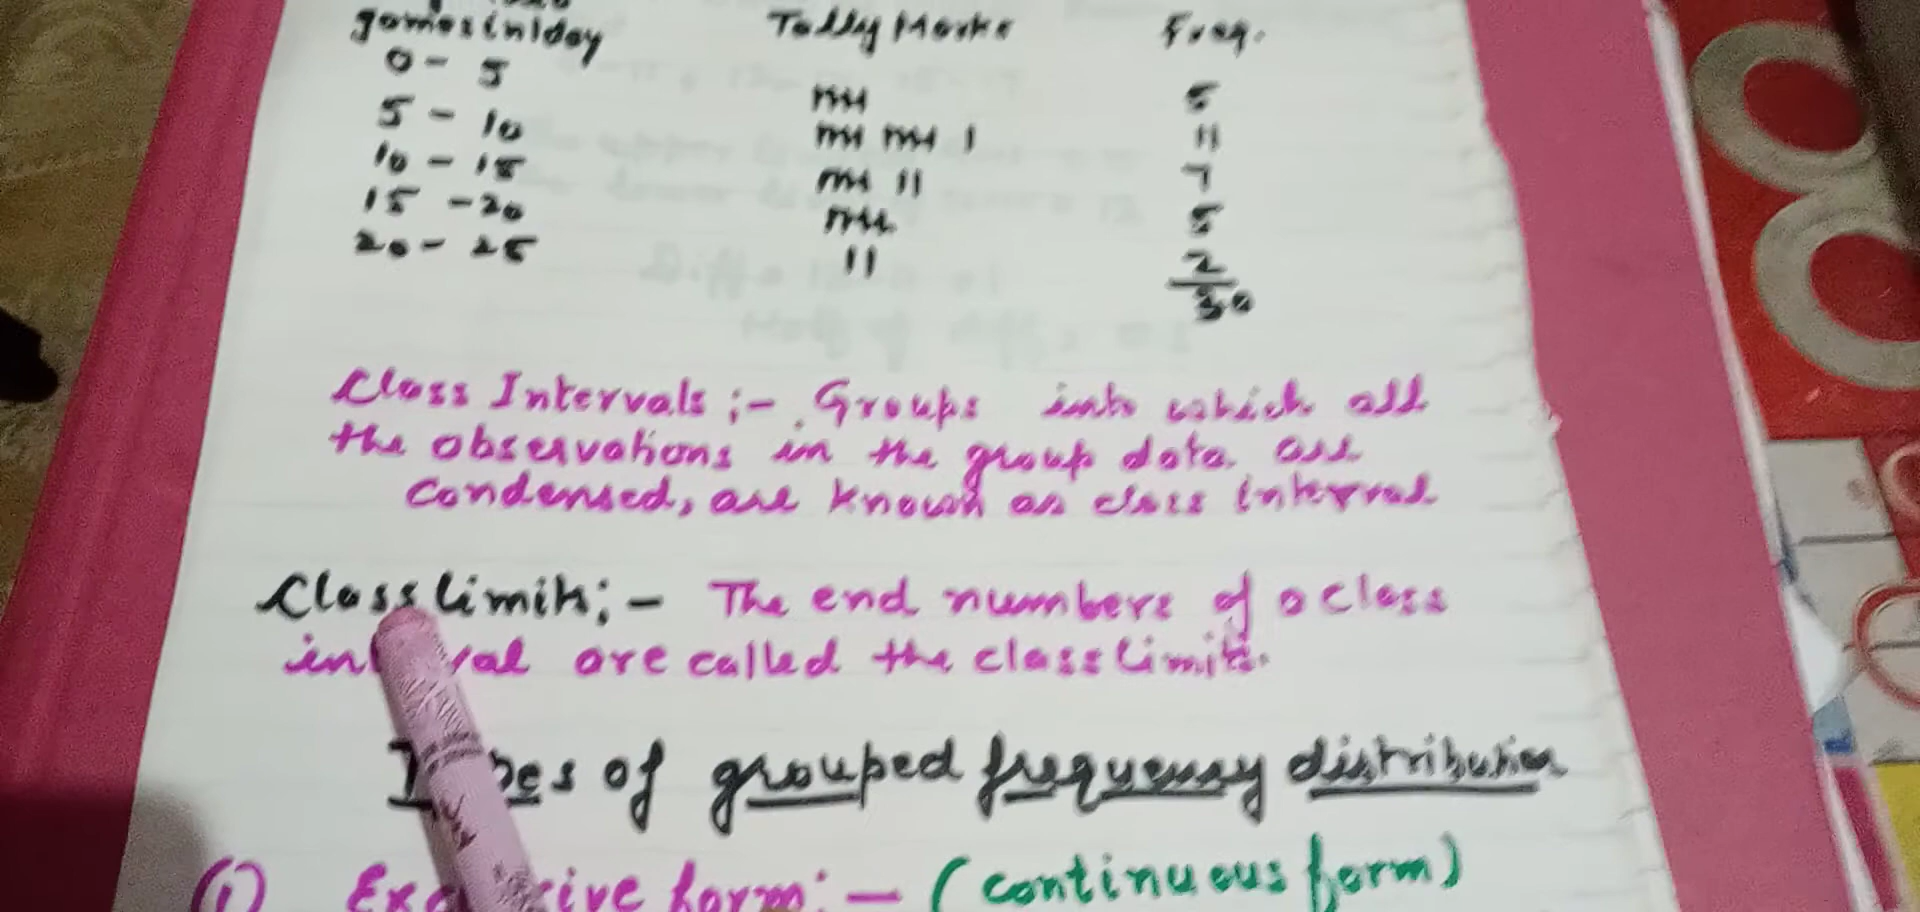 games in 1 day Tally Marks Freq.
0 - 5 5
5 - 10 11
10 - 15 || 7
15 - 20 5
20 - 25 || 2
30
Class Intervals :- Groups into which all
the observations in the group data are
condensed, are known as class interval
Class limits :- The end numbers of a class
are called the class limits.
of grouped frequency distribution
(i) form :- (continuous form)